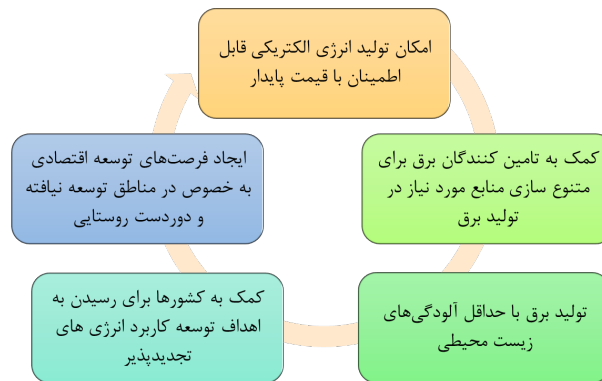 امکان تولید انرژی الکتریکی قابل
اطمینان با قیمت پایدار
کمک به تامین کنندگان برق برای
متنوع سازی منابع مورد نیاز در
تولید برق
تولید برق با حداقل آلودگی‌های
زیست محیطی
کمک به کشورها برای رسیدن به
اهداف توسعه کاربرد انرژی های
تجدیدپذیر
ایجاد فرصت‌های توسعه اقتصادی
به خصوص در مناطق توسعه نیافته
و دوردست روستایی